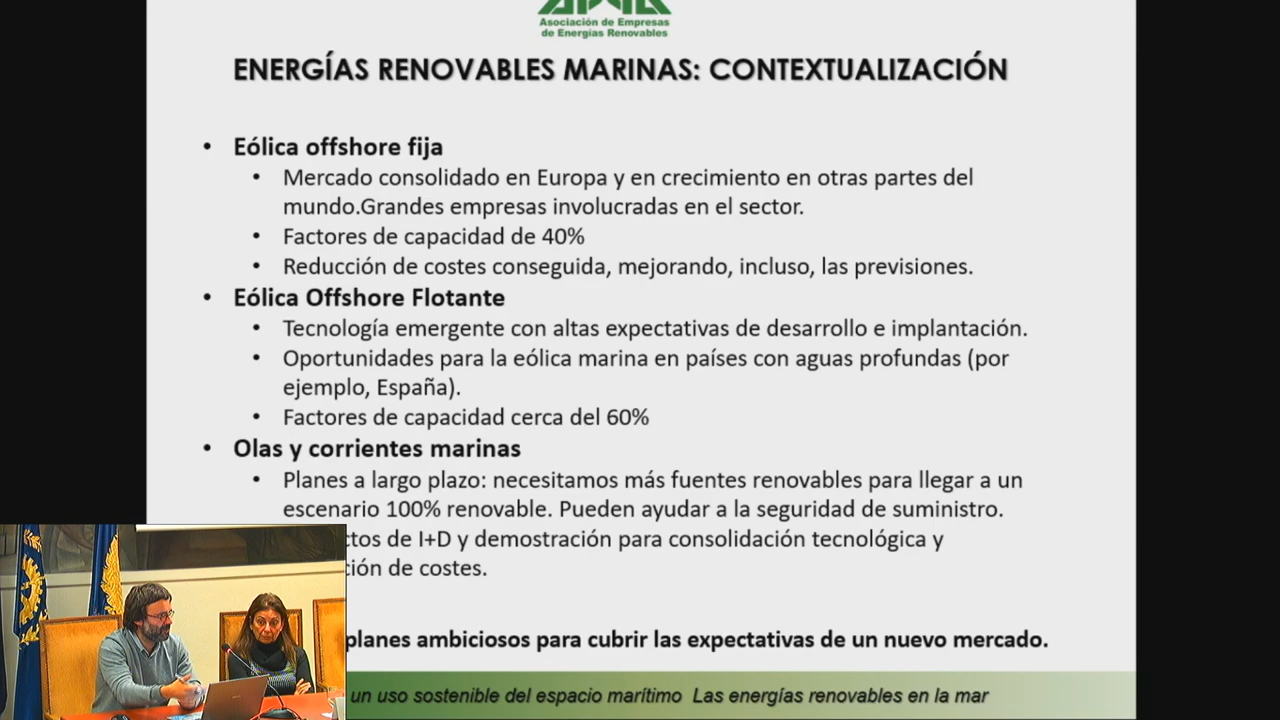 Asociación de Empresas
de Energías Renovables
ENERGÍAS RENOVABLES MARINAS: CONTEXTUALIZACIÓN
• Eólica offshore fija
• Mercado consolidado en Europa y en crecimiento en otras partes del
mundo.Grandes empresas involucradas en el sector.
• Factores de capacidad de 40%
• Reducción de costes conseguida, mejorando, incluso, las previsiones.
• Eólica Offshore Flotante
• Tecnología emergente con altas expectativas de desarrollo e implantación.
• Oportunidades para la eólica marina en países con aguas profundas (por
ejemplo, España).
• Factores de capacidad cerca del 60%
• Olas y corrientes marinas
• Planes a largo plazo: necesitamos más fuentes renovables para llegar a un
escenario 100% renovable. Pueden ayudar a la seguridad de suministro.
ctos de I+D y demostración para consolidación tecnológica y
ción de costes.
planes ambiciosos para cubrir las expectativas de un nuevo mercado.
un uso sostenible del espacio marítimo Las energías renovables en la mar